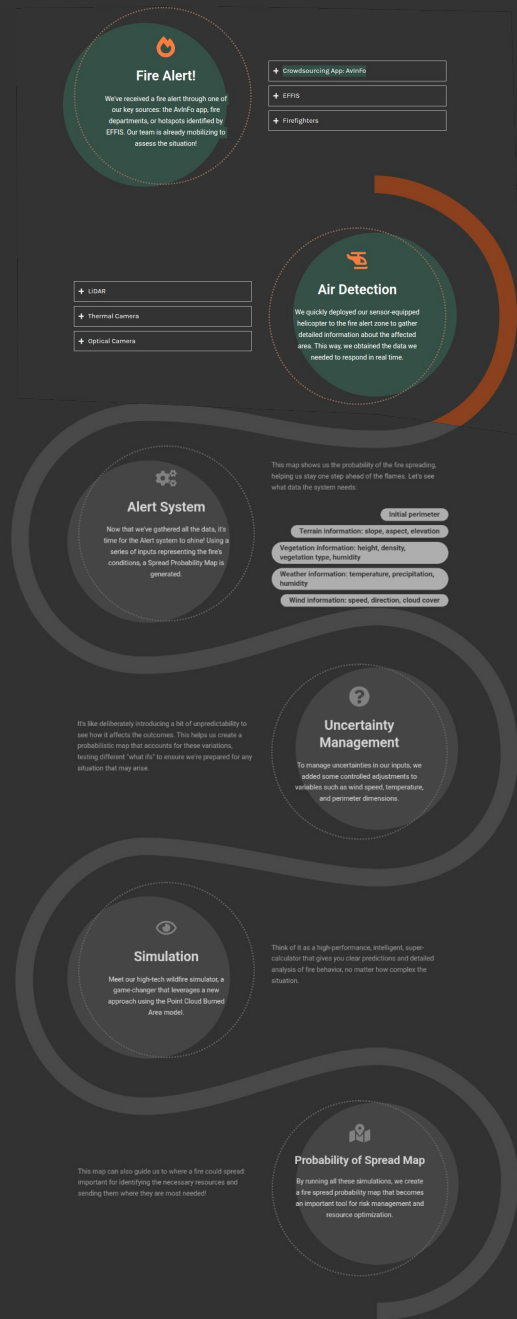 Fire Alert!
We've received a fire alert through one of
our key sources: the AvInFo app, fire
departments, or hotspots identified by
EFFIS. Our team is already mobilizing to
assess the situation!
+ Crowdsourcing App: AvInFo
+ EFFIS
+ Firefighters
Air Detection
We quickly deployed our sensor-equipped
helicopter to the fire alert zone to gather
detailed information about the affected
area. This way, we obtained the data we
needed to respond in real time.
+ LiDAR
+ Thermal Camera
+ Optical Camera
Alert System
Now that we've gathered all the data, it's
time for the Alert system to shine! Using a
series of inputs representing the fire's
conditions, a Spread Probability Map is
generated.
This map shows us the probability of the fire spreading,
helping us stay one step ahead of the flames. Let's see
what data the system needs:
Initial perimeter
Terrain information: slope, aspect, elevation
Vegetation information: height, density,
vegetation type, humidity
Weather information: temperature, precipitation,
humidity
Wind information: speed, direction, cloud cover
Uncertainty
Management
To manage uncertainties in our inputs, we
added some controlled adjustments to
variables such as wind speed, temperature,
and perimeter dimensions.
It's like deliberately introducing a bit of unpredictability to
see how it affects the outcomes. This helps us create a
probabilistic map that accounts for these variations,
testing different "what ifs" to ensure we're prepared for any
situation that may arise.
Simulation
Meet our high-tech wildfire simulator, a
game-changer that leverages a new
approach using the Point Cloud Burned
Area model.
Think of it as a high-performance, intelligent, super-
calculator that gives you clear predictions and detailed
analysis of fire behavior, no matter how complex the
situation.
Probability of Spread Map
By running all these simulations, we create
a fire spread probability map that becomes
an important tool for risk management and
resource optimization.
This map can also guide us to where a fire could spread:
important for identifying the necessary resources and
sending them where they are most needed!